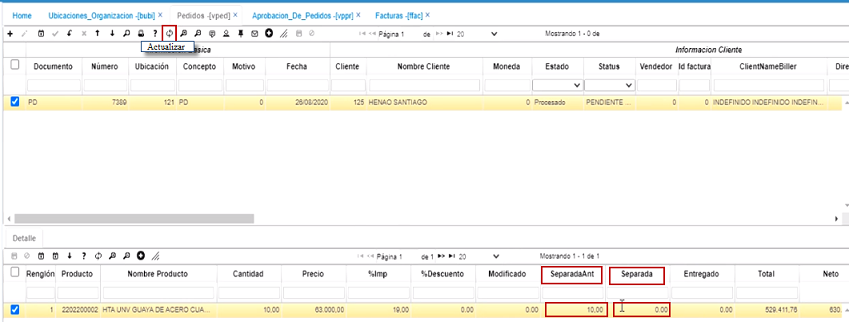 Home Ubicaciones_Organizacion -[bubi] × Pedidos -[vped] × Aprobacion_De_Pedidos -[vppr] × Facturas -[ffac] ×
Página 1 de 20 Mostrando 1 - 0 de
Actualizar
Informacion Cliente
Documento Número Ubicación Concepto Motivo Fecha Cliente Nombre Cliente Moneda Estado Status Vendedor Id factura ClientNameBiller Dire
PD 7389 121 PD 0 26/08/2020 125 HENAO SANTIAGO 0 Procesado PENDIENTE ... 0 0 INDEFINIDO INDEFINIDO INDEFIN...
Detalle
Página 1 de 1 20 Mostrando 1 - 1 de 1
Renglón Producto Nombre Producto Cantidad Precio %Imp %Descuento Modificado SeparadaAnt Separada Entregado Total Neto
1 2202200002 HTA UNV GUAYA DE ACERO CUA... 10,00 63.000,00 19,00 0.00 0.00 10,00 0.00 0.00 529.411,76 630.